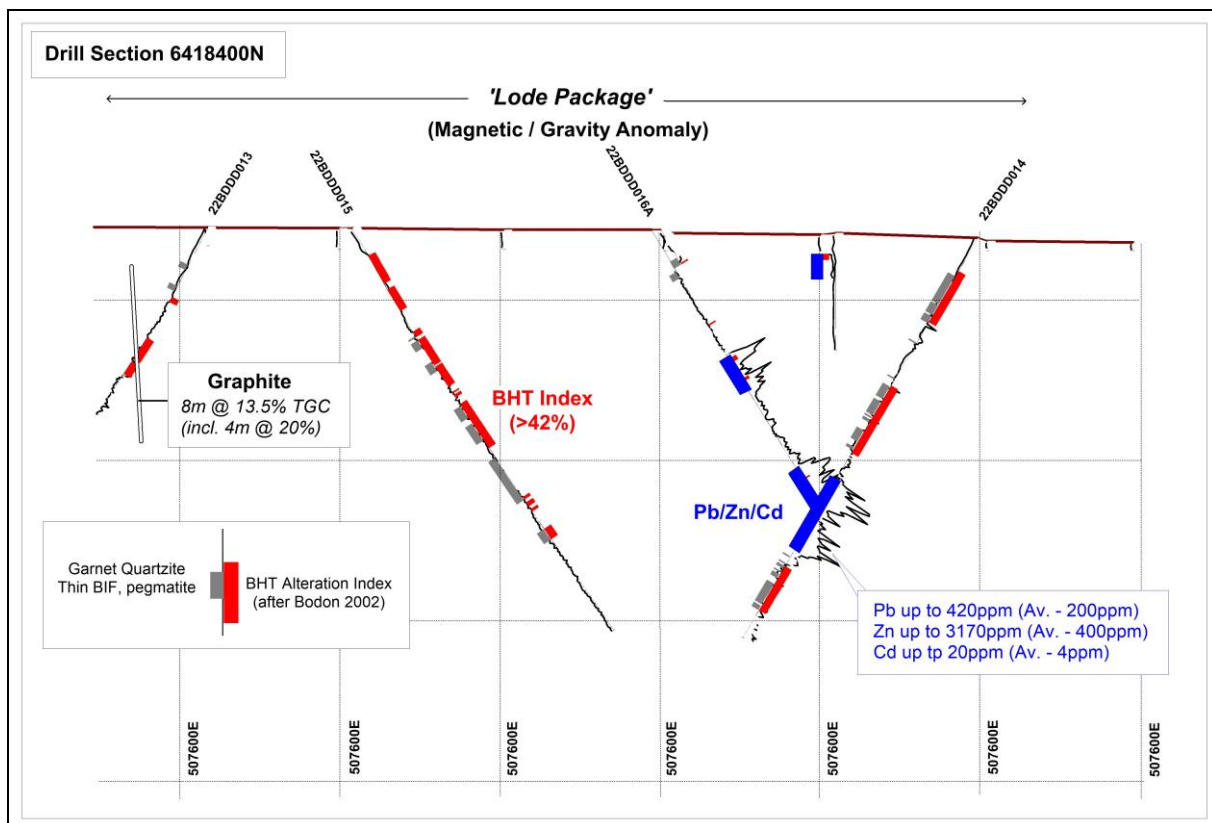 Drill Section 6418400N
'Lode Package'
(Magnetic / Gravity Anomaly)
22BDDD013
22BDDD015
22BDDD016A
22BDDD014
Graphite
8m @ 13.5% TGC
(incl. 4m @ 20%)
BHT Index
(>42%)
Pb/Zn/Cd
Garnet Quartzite
Thin BIF, pegmatite
BHT Alteration Index
(after Bodon 2002)
Pb up to 420ppm (Av. - 200ppm)
Zn up to 3170ppm (Av. - 400ppm)
Cd up tp 20ppm (Av. - 4ppm)
507600E
507600E
507600E
507600E
507600E
507600E
507600E